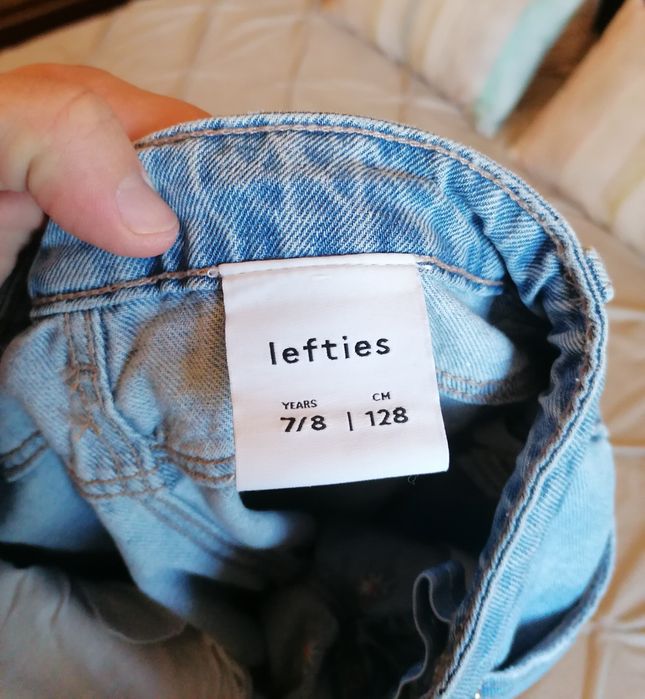 lefties
YEARS CM
7/8 | 128